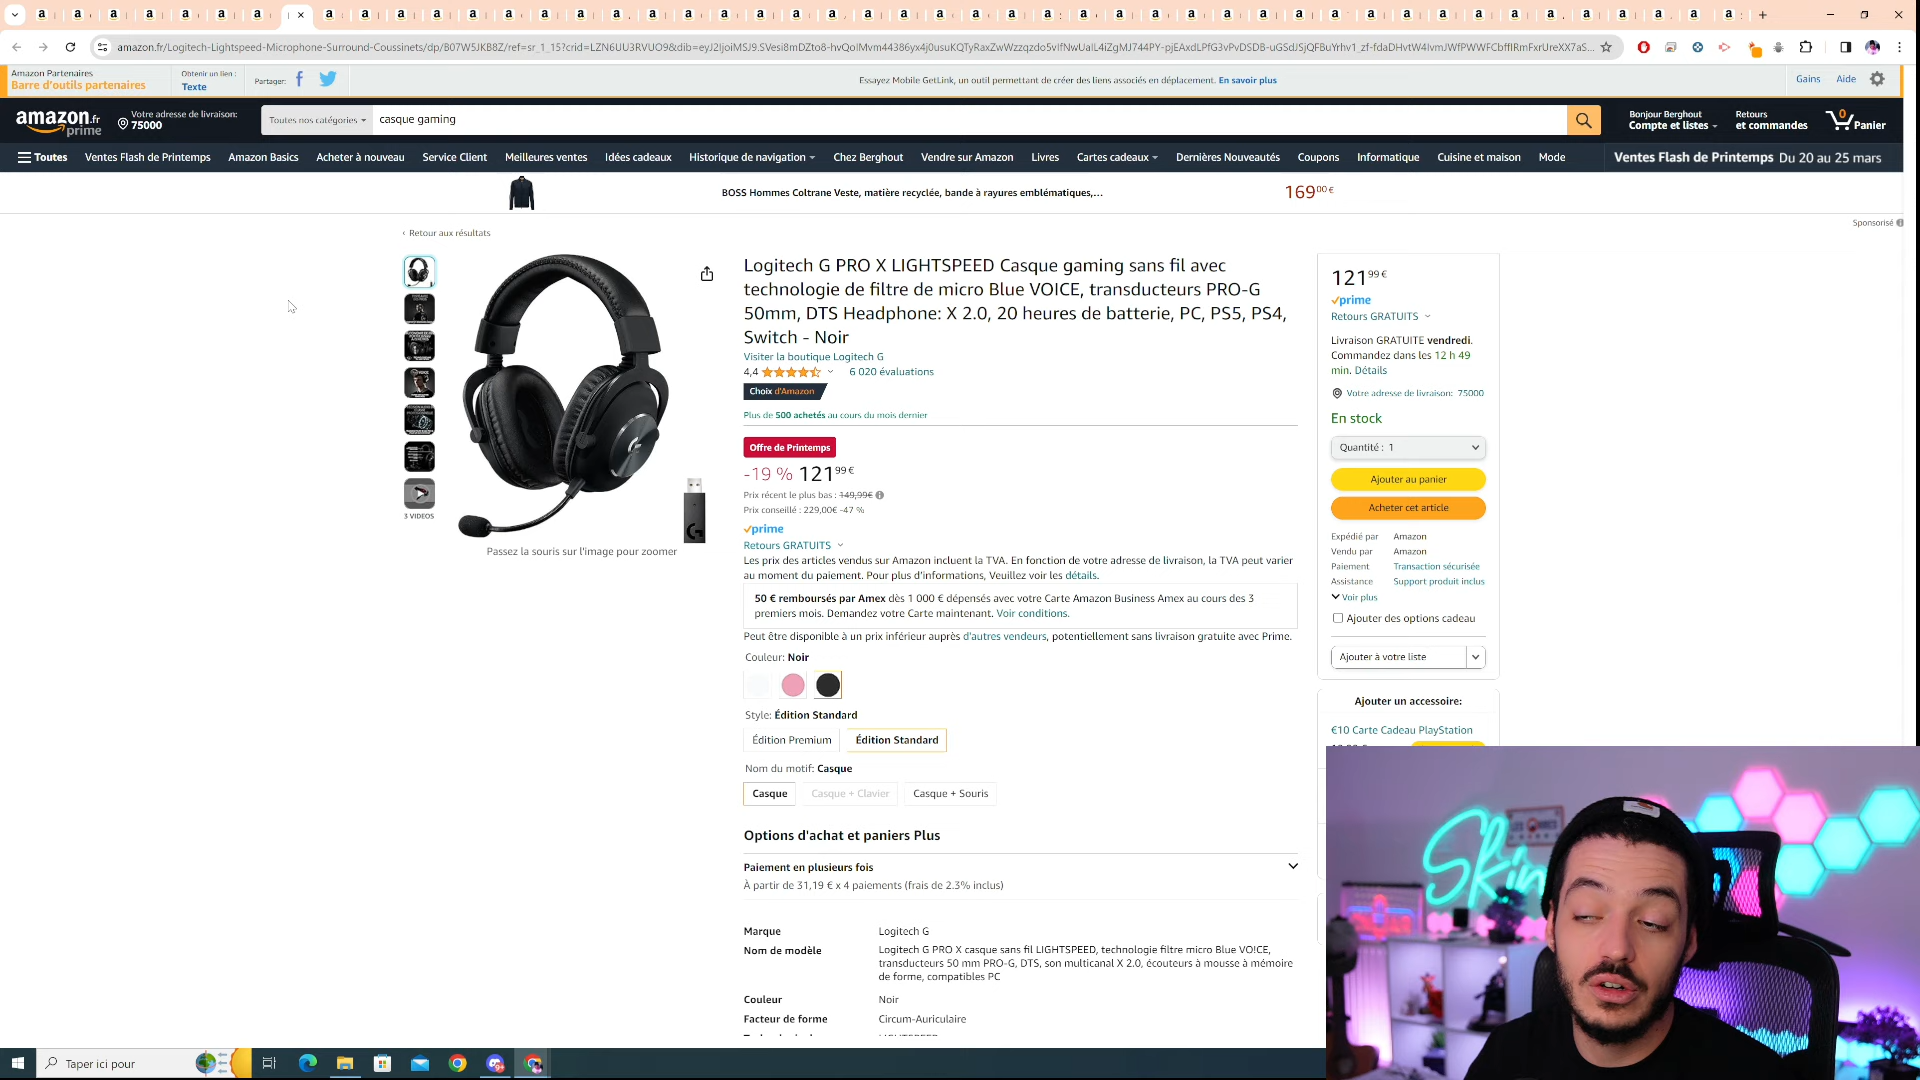 amazon.fr/Logitech-Lightspeed-Microphone-Surround-Coussinets/dp/B07W5JKB8Z/ref=sr_1_15?crid=LZN6UU3RVUO9&dib=
Amazon Partenaires
Barre d'outils partenaires
Obtenir un lien :
Texte
Partager:
Essayez Mobile GetLink, un outil permettant de créer des liens associés en déplacement. En savoir plus
Gains
Aide
amazon.fr
prime
Votre adresse de livraison:
75000
Toutes nos catégories
casque gaming
Bonjour Berghout
Compte et listes
Retours
et commandes
0
Panier
Toutes
Ventes Flash de Printemps
Amazon Basics
Acheter à nouveau
Service Client
Meilleures ventes
Idées cadeaux
Historique de navigation
Chez Berghout
Vendre sur Amazon
Livres
Cartes cadeaux
Dernières Nouveautés
Coupons
Informatique
Cuisine et maison
Mode
Ventes Flash de Printemps Du 20 au 25 mars
BOSS Hommes Coltrane Veste, matière recyclée, bande à rayures emblématiques,...
169 00 €
Sponsorisé
‹ Retour aux résultats
3 VIDEOS
Passez la souris sur l'image pour zoomer
Logitech G PRO X LIGHTSPEED Casque gaming sans fil avec
technologie de filtre de micro Blue VO!CE, transducteurs PRO-G
50mm, DTS Headphone: X 2.0, 20 heures de batterie, PC, PS5, PS4,
Switch - Noir
Visiter la boutique Logitech G
4,4
6 020 évaluations
Choix d'Amazon
Plus de 500 achetés au cours du mois dernier
Offre de Printemps
-19 % 121 99 €
Prix récent le plus bas : 149,99€
Prix conseillé : 229,00€ -47 %
prime
Retours GRATUITS
Les prix des articles vendus sur Amazon incluent la TVA. En fonction de votre adresse de livraison, la TVA peut varier
au moment du paiement. Pour plus d'informations, Veuillez voir les détails.
50 € remboursés par Amex dès 1 000 € dépensés avec votre Carte Amazon Business Amex au cours des 3
premiers mois. Demandez votre Carte maintenant. Voir conditions.
Peut être disponible à un prix inférieur auprès d'autres vendeurs, potentiellement sans livraison gratuite avec Prime.
Couleur: Noir
Style: Édition Standard
Édition Premium
Édition Standard
Nom du motif: Casque
Casque
Casque + Clavier
Casque + Souris
Options d'achat et paniers Plus
Paiement en plusieurs fois
À partir de 31,19 € x 4 paiements (frais de 2.3% inclus)
Marque
Logitech G
Nom de modèle
Logitech G PRO X casque sans fil LIGHTSPEED, technologie filtre micro Blue VO!CE,
transducteurs 50 mm PRO-G, DTS, son multicanal X 2.0, écouteurs à mousse à mémoire
de forme, compatibles PC
Couleur
Noir
Facteur de forme
Circum-Auriculaire
121 99 €
prime
Retours GRATUITS
Livraison GRATUITE vendredi.
Commandez dans les 12 h 49
min. Détails
Votre adresse de livraison: 75000
En stock
Quantité : 1
Ajouter au panier
Acheter cet article
Expédié par Amazon
Vendu par Amazon
Paiement Transaction sécurisée
Assistance Support produit inclus
Voir plus
Ajouter des options cadeau
Ajouter à votre liste
Ajouter un accessoire:
€10 Carte Cadeau PlayStation
Taper ici pour